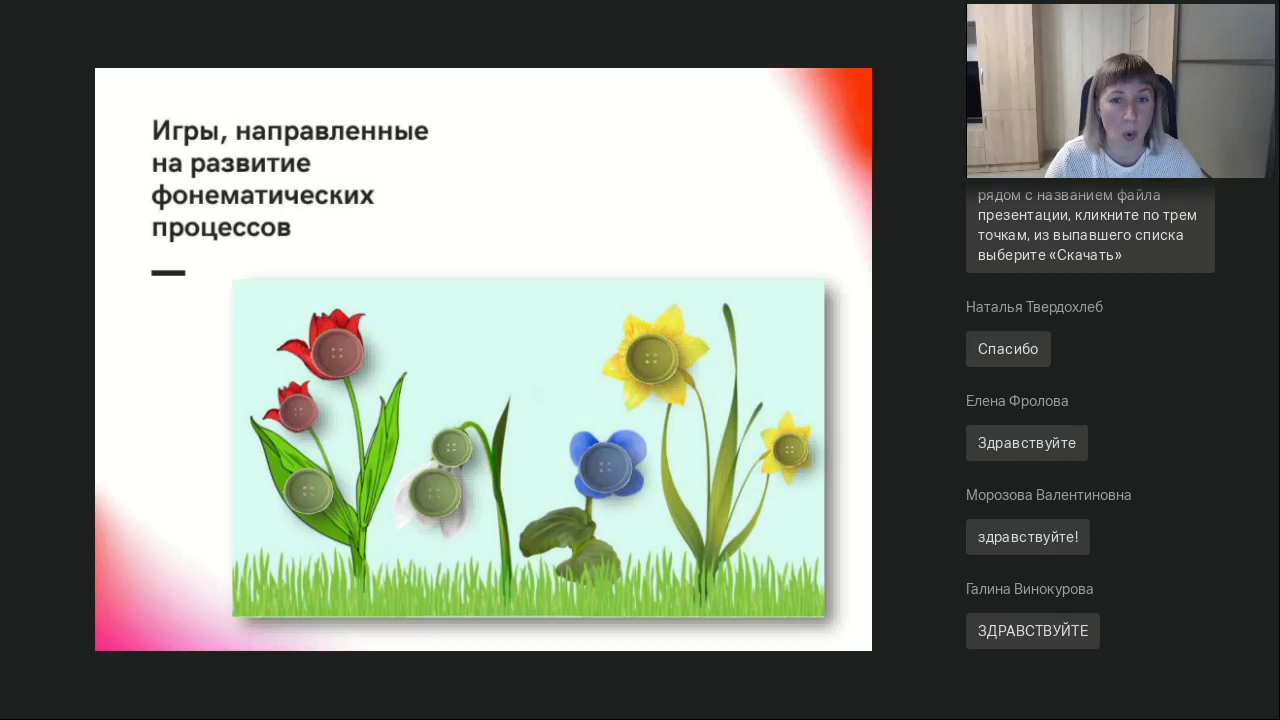 Игры, направленные
на развитие
фонематических
процессов
рядом с названием файла
презентации, кликните по трем
точкам, из выпавшего списка
выберите «Скачать»
Наталья Твердохлеб
Спасибо
Елена Фролова
Здравствуйте
Морозова Валентиновна
здравствуйте!
Галина Винокурова
ЗДРАВСТВУЙТЕ